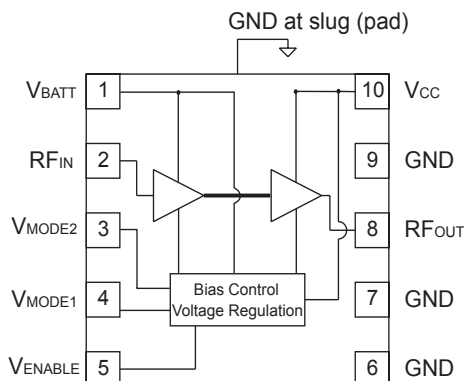 GND at slug (pad)
VBATT 1 10 VCC
RFIN 2 9 GND
VMODE2 3 8 RFOUT
Bias Control
Voltage Regulation
VMODE1 4 7 GND
VENABLE 5 6 GND